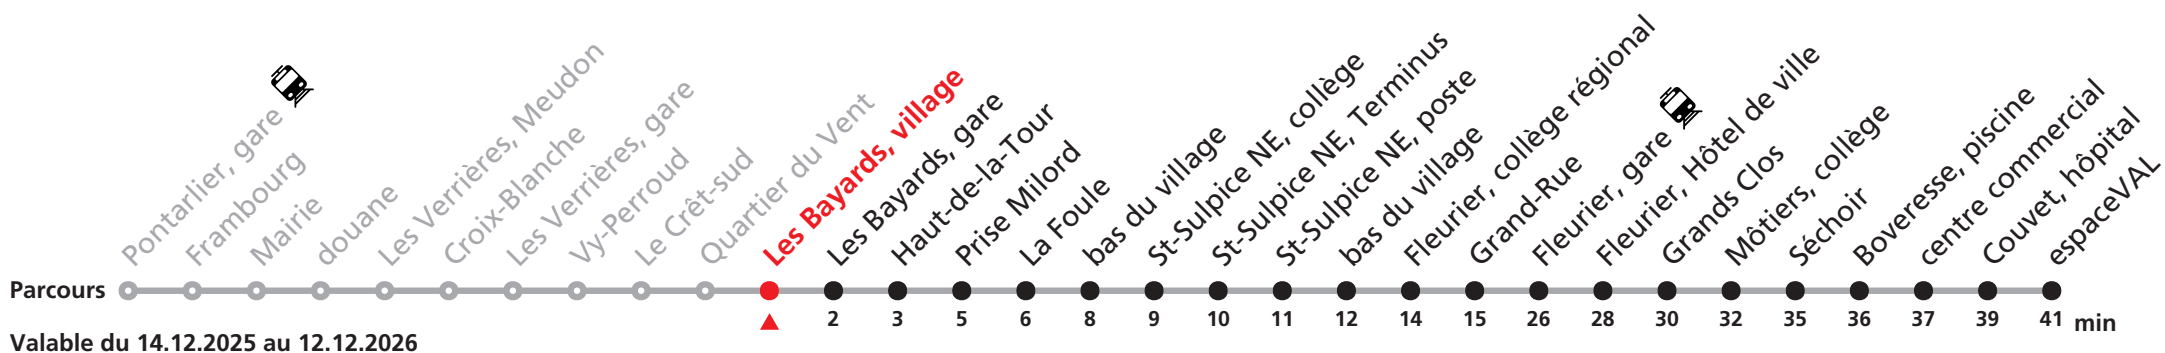 Pontarlier, gare
Frambourg
Mairie
douane
Les Verrières, Meudon
Croix-Blanche
Les Verrières, gare
Vy-Perroud
Le Crêt-sud
Quartier du Vent
Les Bayards, village
Les Bayards, gare
Haut-de-la-Tour
Prise Milord
La Foule
bas du village
St-Sulpice NE, collège
St-Sulpice NE, Terminus
St-Sulpice NE, poste
bas du village
Fleurier, collège régional
Grand-Rue
Fleurier, gare
Fleurier, Hôtel de ville
Grands Clos
Môtiers, collège
Séchoir
Boveresse, piscine
centre commercial
Couvet, hôpital
espaceVAL
Parcours
2 3 5 6 8 9 10 11 12 14 15 26 28 30 32 35 36 37 39 41 min
Valable du 14.12.2025 au 12.12.2026